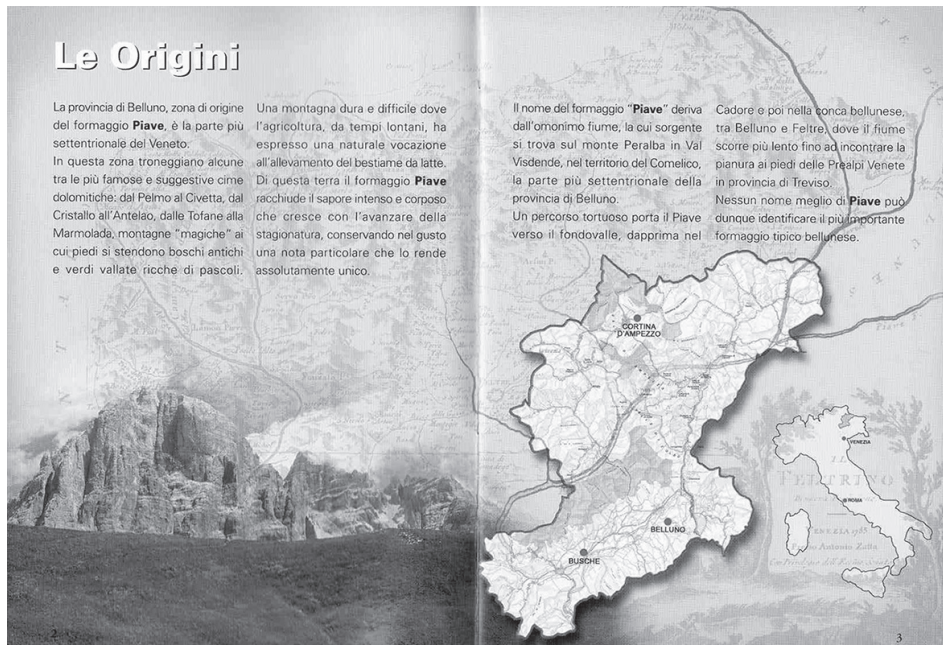 Le Origini
La provincia di Belluno, zona di origine
del formaggio Piave, è la parte più
settentrionale del Veneto.
In questa zona troneggiano alcune
tra le più famose e suggestive cime
dolomitiche: dal Pelmo al Civetta, dal
Cristallo all'Antelao, dalle Tofane alla
Marmolada, montagne "magiche" ai
cui piedi si stendono boschi antichi
e verdi vallate ricche di pascoli.
Una montagna dura e difficile dove
l'agricoltura, da tempi lontani, ha
espresso una naturale vocazione
all'allevamento del bestiame da latte.
Di questa terra il formaggio Piave
racchiude il sapore intenso e corposo
che cresce con l'avanzare della
stagionatura, conservando nel gusto
una nota particolare che lo rende
assolutamente unico.
2
Il nome del formaggio "Piave" deriva
dall'omonimo fiume, la cui sorgente
si trova sul monte Peralba in Val
Visdende, nel territorio del Comelico,
la parte più settentrionale della
provincia di Belluno.
Un percorso tortuoso porta il Piave
verso il fondovalle, dapprima nel
Cadore e poi nella conca bellunese,
tra Belluno e Feltre, dove il fiume
scorre più lento fino ad incontrare la
pianura ai piedi delle Prealpi Venete
in provincia di Treviso.
Nessun nome meglio di Piave può
dunque identificare il più importante
formaggio tipico bellunese.
CORTINA
D'AMPEZZO
BELLUNO
BUSCHE
Piave
VENEZIA
ROMA
IL
FELTRINO
VENEZIA 1783
Antonio Zatta
3